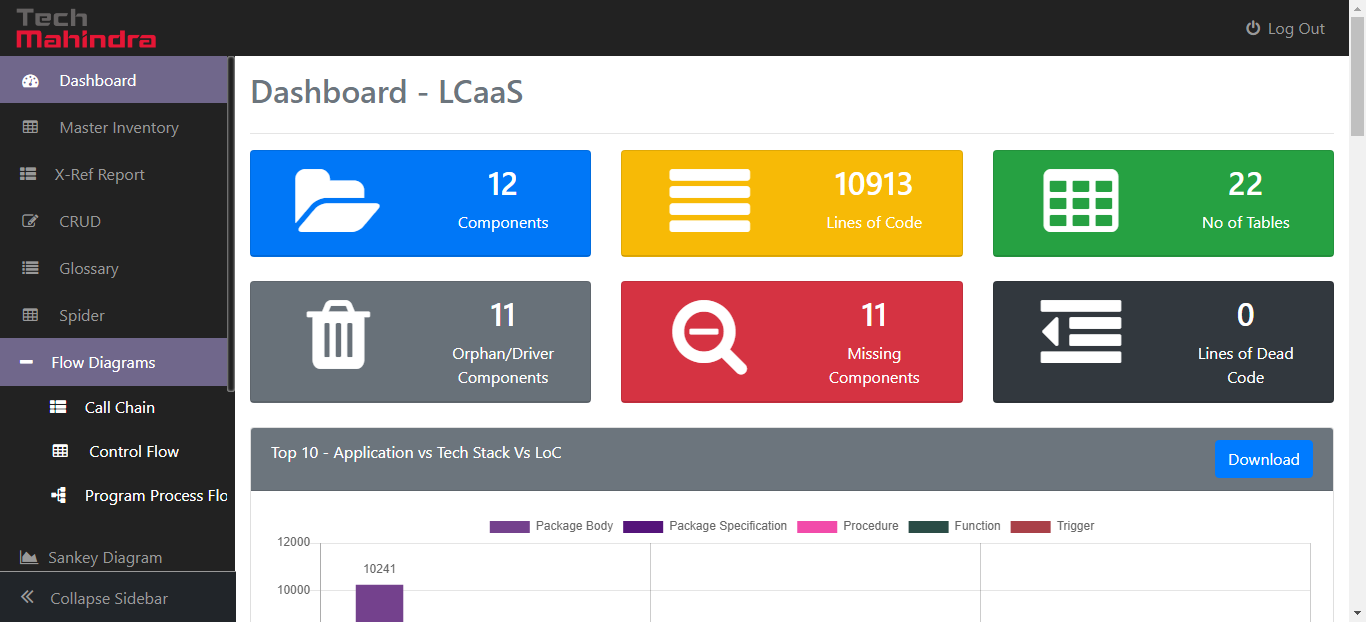 Tech
Mahindra
Log Out
Dashboard
Master Inventory
X-Ref Report
CRUD
Glossary
Spider
Flow Diagrams
Call Chain
Control Flow
Program Process Flo
Sankey Diagram
Collapse Sidebar
Dashboard - LCaaS
12
Components
10913
Lines of Code
22
No of Tables
11
Orphan/Driver
Components
11
Missing
Components
0
Lines of Dead
Code
Top 10 - Application vs Tech Stack Vs LoC
Download
Package Body Package Specification Procedure Function Trigger
12000
10241
10000